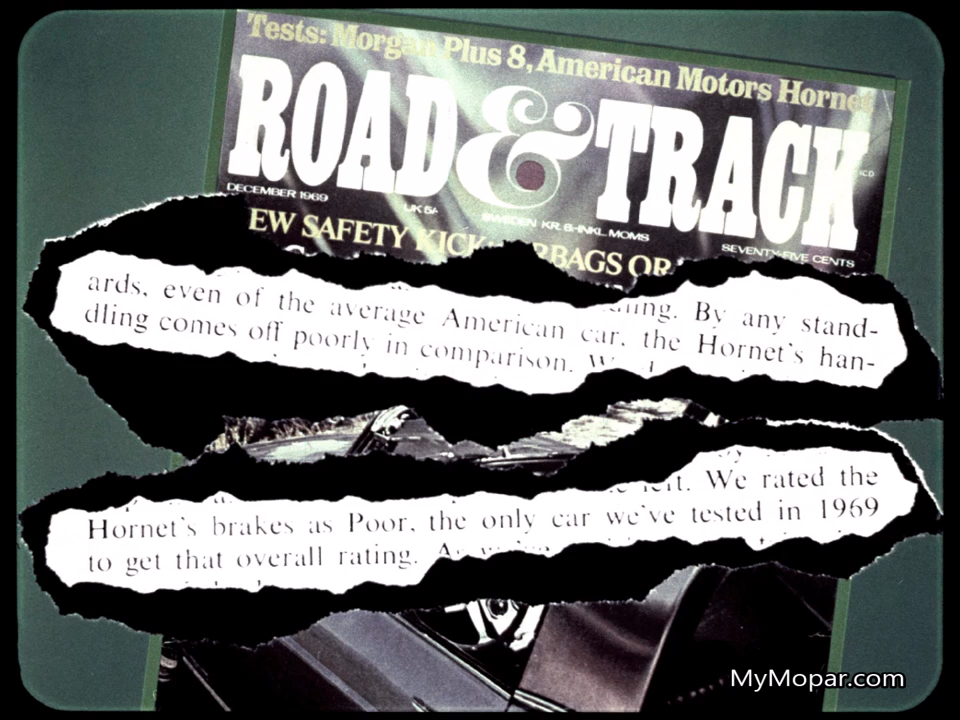 Tests: Morgan Plus 8, American Motors Hornet
ROAD & TRACK
DECEMBER 1969
UK 5/-
SWEDEN KR. 8-INKL. MOMS
SEVENTY-FIVE CENTS
EW SAFETY KICK: RBAGS OR
By any stand-
ards, even of the average American car, the Hornet's han-
dling comes off poorly in comparison.
We rated the
Hornet's brakes as Poor, the only car we've tested in 1969
to get that overall rating.
MyMopar.com